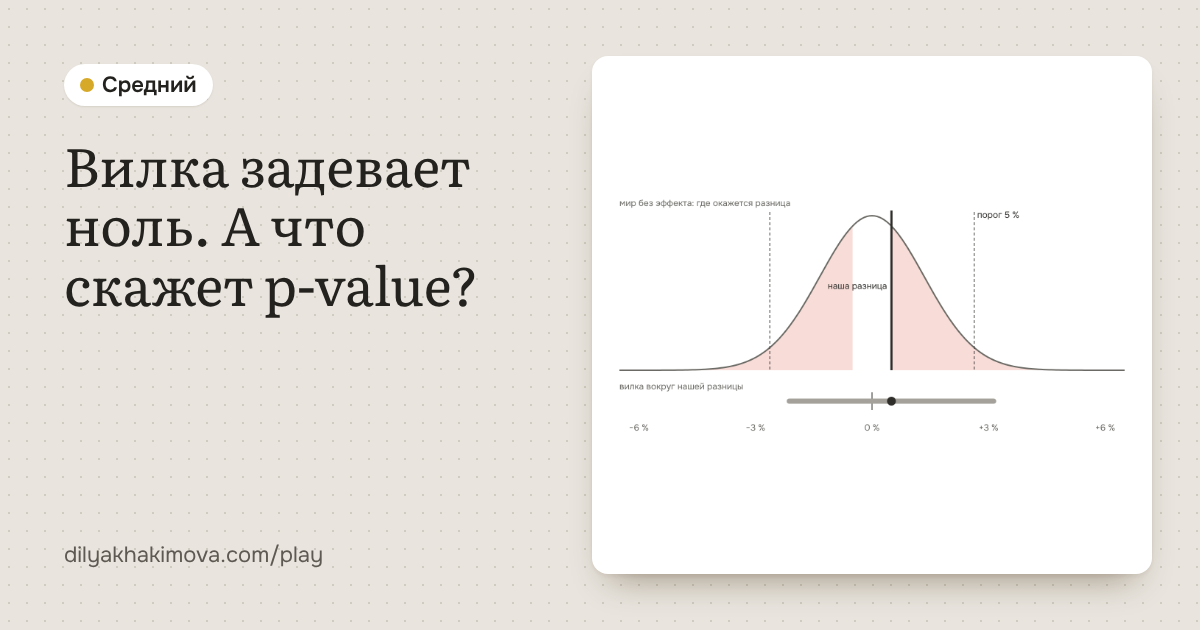 Средний
Вилка задевает
ноль. А что
скажет p-value?
dilyakhakimova.com/play
мир без эффекта: где окажется разница
порог 5 %
наша разница
вилка вокруг нашей разницы
−6 %
−3 %
0 %
+3 %
+6 %